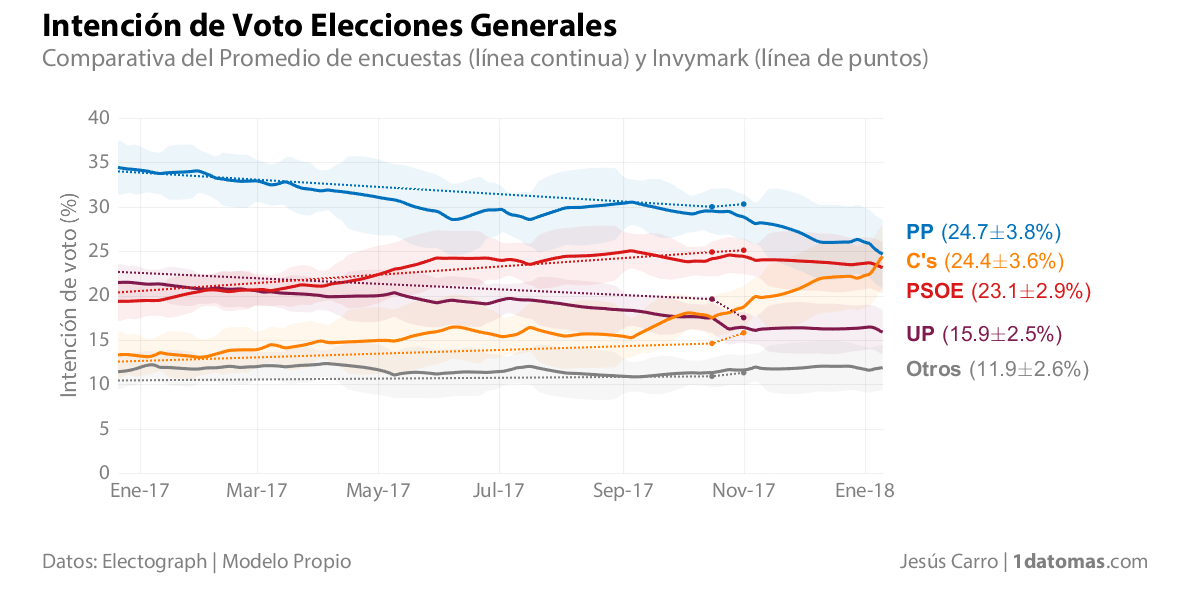 Intención de Voto Elecciones Generales
Comparativa del Promedio de encuestas (línea continua) y Invymark (línea de puntos)
Intención de voto (%)
40
35
30
25
20
15
10
5
0
Ene-17 Mar-17 May-17 Jul-17 Sep-17 Nov-17 Ene-18
PP (24.7±3.8%)
C's (24.4±3.6%)
PSOE (23.1±2.9%)
UP (15.9±2.5%)
Otros (11.9±2.6%)
Datos: Electograph | Modelo Propio
Jesús Carro | 1datomas.com